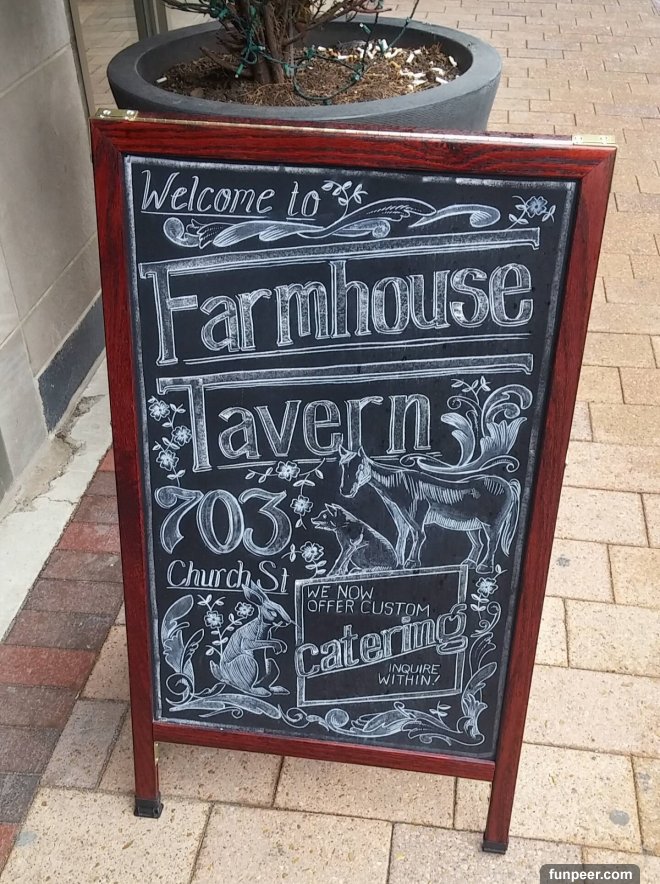 Welcome to
Farmhouse
Tavern
703
Church St
WE NOW
OFFER CUSTOM
catering
INQUIRE
WITHIN!
funpeer.com